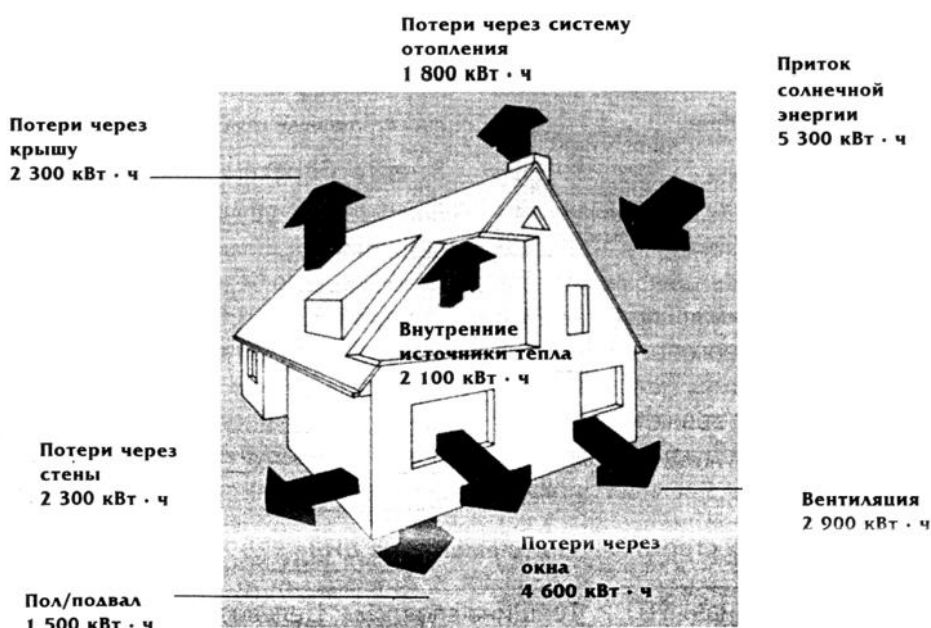 Потери через систему
отопления
1 800 кВт · ч
Приток
солнечной
энергии
5 300 кВт · ч
Потери через
крышу
2 300 кВт · ч
Внутренние
источники тепла
2 100 кВт · ч
Потери через
стены
2 300 кВт · ч
Вентиляция
2 900 кВт · ч
Потери через
окна
4 600 кВт · ч
Пол/подвал
1 500 кВт · ч